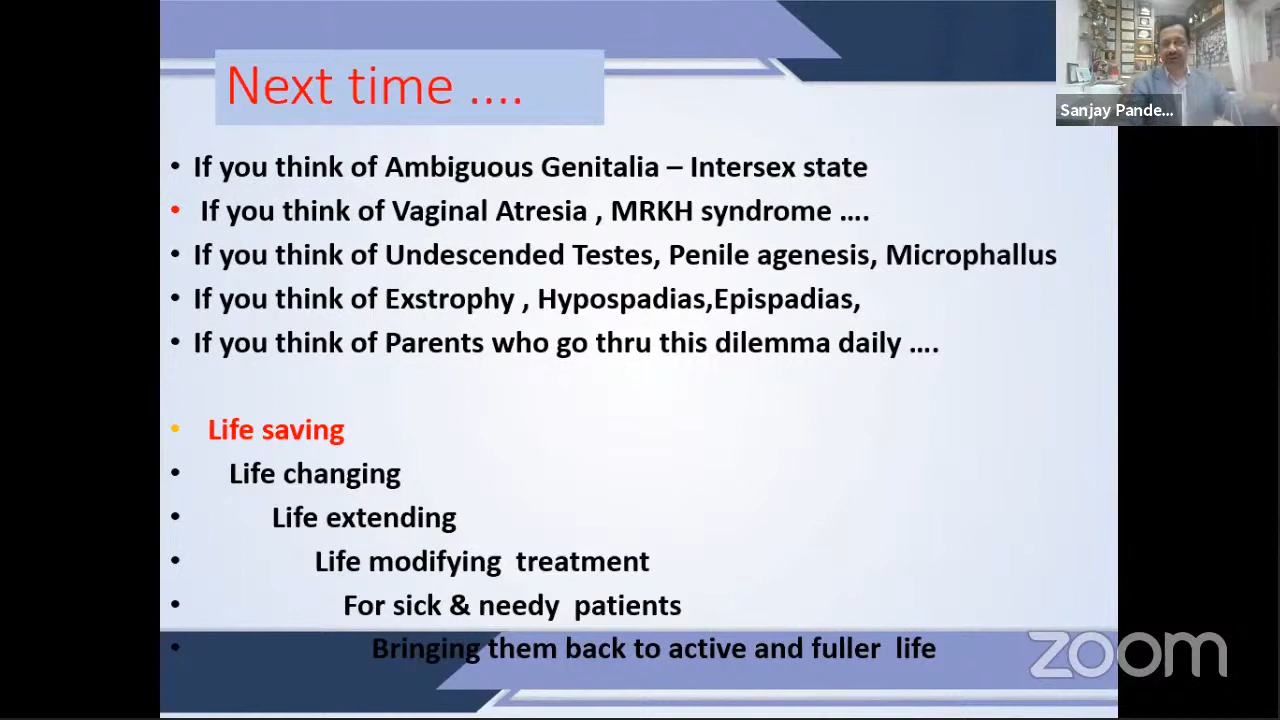 Next time ....
Sanjay Pande...
• If you think of Ambiguous Genitalia – Intersex state
• If you think of Vaginal Atresia , MRKH syndrome ....
• If you think of Undescended Testes, Penile agenesis, Microphallus
• If you think of Exstrophy , Hypospadias,Epispadias,
• If you think of Parents who go thru this dilemma daily ....
• Life saving
• Life changing
• Life extending
• Life modifying treatment
• For sick & needy patients
• Bringing them back to active and fuller life
zoom